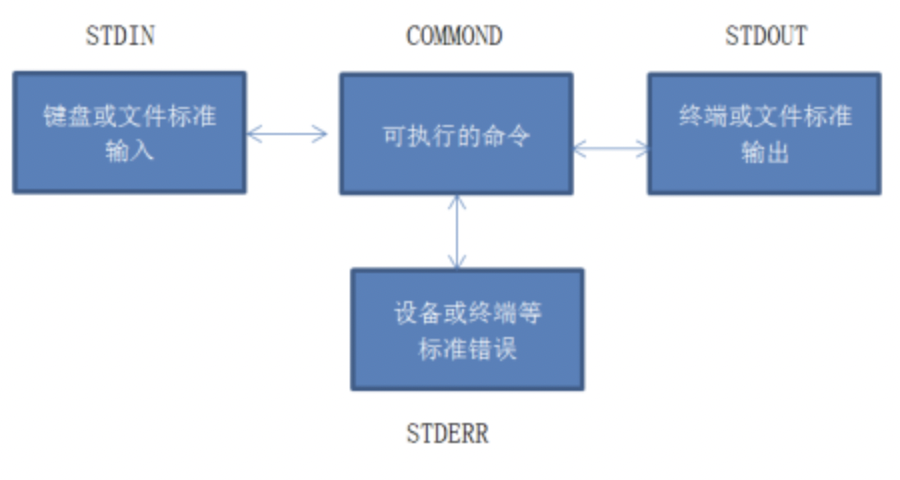 STDIN
COMMOND
STDOUT
键盘或文件标准
输入
可执行的命令
终端或文件标准
输出
设备或终端等
标准错误
STDERR